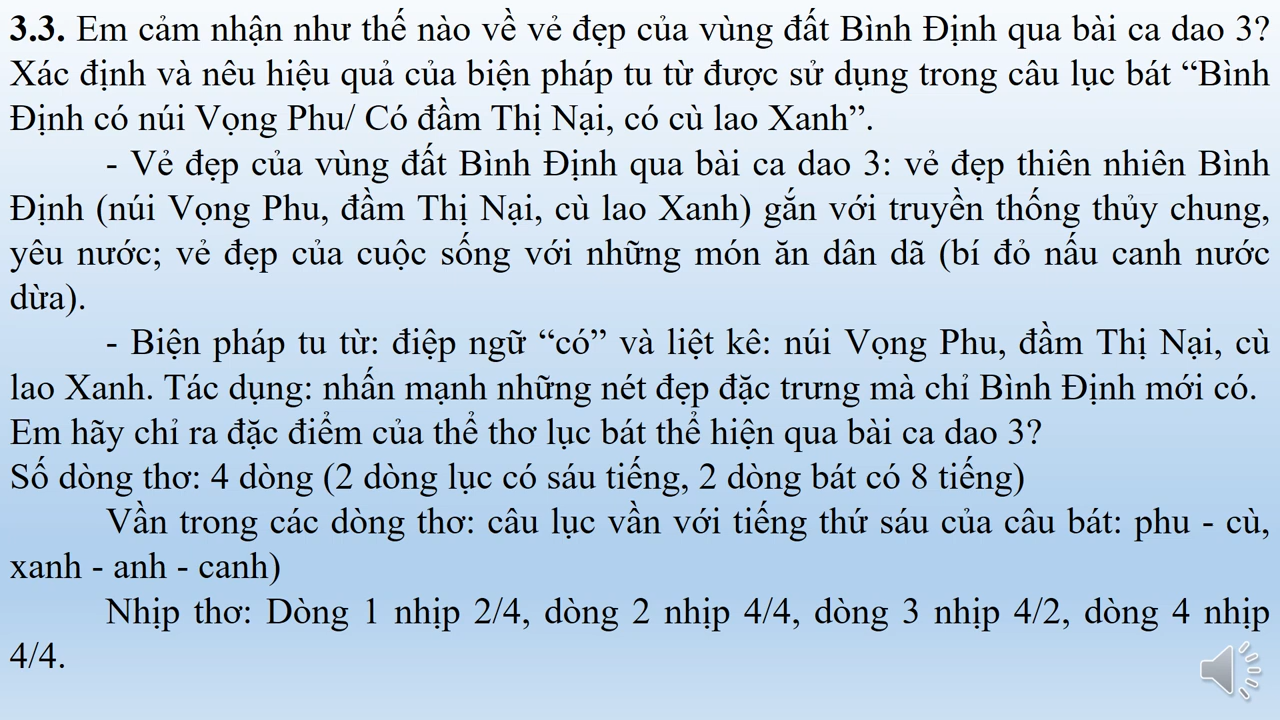 3.3. Em cảm nhận như thế nào về vẻ đẹp của vùng đất Bình Định qua bài ca dao 3?
Xác định và nêu hiệu quả của biện pháp tu từ được sử dụng trong câu lục bát “Bình
Định có núi Vọng Phu/ Có đầm Thị Nại, có cù lao Xanh”.
- Vẻ đẹp của vùng đất Bình Định qua bài ca dao 3: vẻ đẹp thiên nhiên Bình
Định (núi Vọng Phu, đầm Thị Nại, cù lao Xanh) gắn với truyền thống thủy chung,
yêu nước; vẻ đẹp của cuộc sống với những món ăn dân dã (bí đỏ nấu canh nước
dừa).
- Biện pháp tu từ: điệp ngữ “có” và liệt kê: núi Vọng Phu, đầm Thị Nại, cù
lao Xanh. Tác dụng: nhấn mạnh những nét đẹp đặc trưng mà chỉ Bình Định mới có.
Em hãy chỉ ra đặc điểm của thể thơ lục bát thể hiện qua bài ca dao 3?
Số dòng thơ: 4 dòng (2 dòng lục có sáu tiếng, 2 dòng bát có 8 tiếng)
Vần trong các dòng thơ: câu lục vần với tiếng thứ sáu của câu bát: phu - cù,
xanh - anh - canh)
Nhịp thơ: Dòng 1 nhịp 2/4, dòng 2 nhịp 4/4, dòng 3 nhịp 4/2, dòng 4 nhịp
4/4.